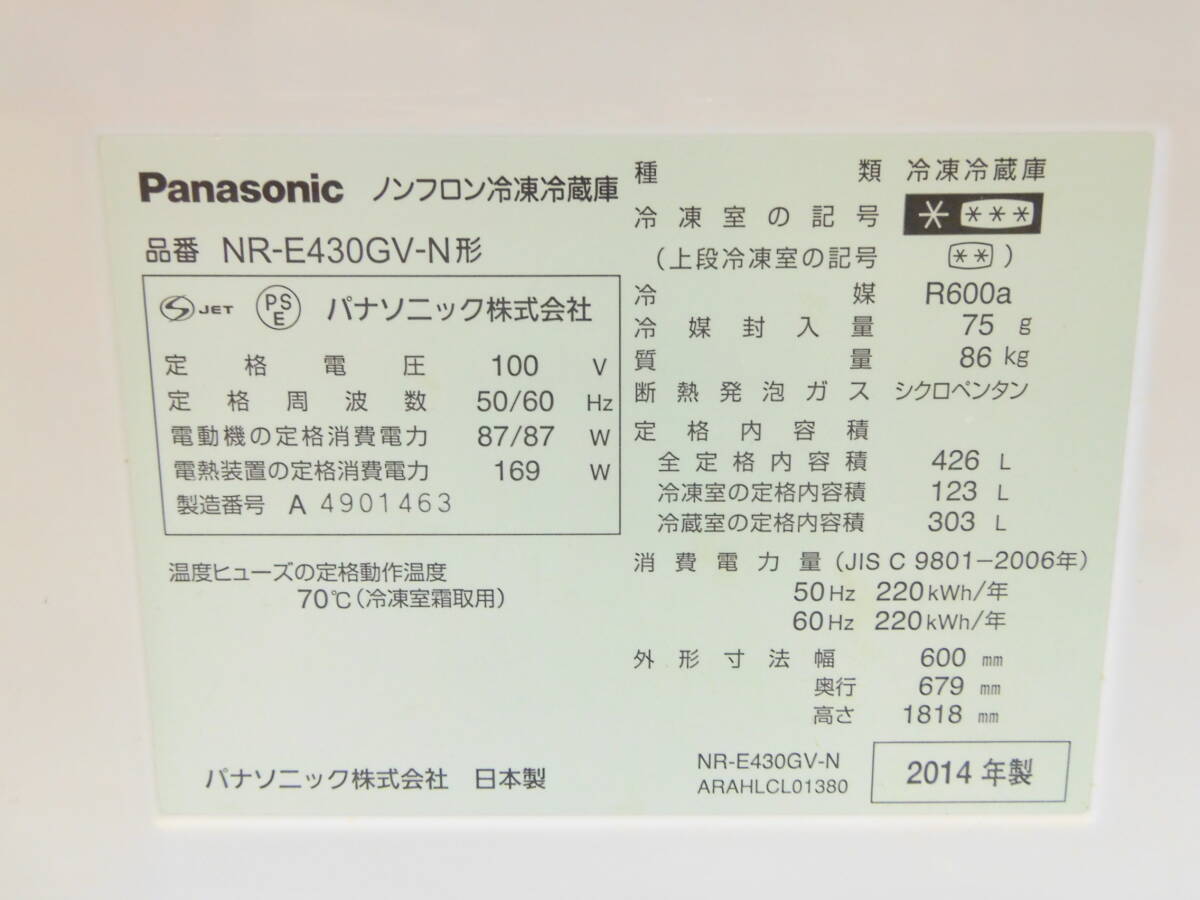 Panasonic ノンフロン冷凍冷蔵庫
品番 NR-E430GV-N形
S JET PSE パナソニック株式会社
定格電圧 100 V
定格周波数 50/60 Hz
電動機の定格消費電力 87/87 W
電熱装置の定格消費電力 169 W
製造番号 A 4901463
温度ヒューズの定格動作温度
70℃(冷凍室霜取用)
パナソニック株式会社 日本製
種類 冷凍冷蔵庫
冷凍室の記号 * ***
(上段冷凍室の記号 ** )
冷媒 R600a
冷媒封入量 75 g
質量 86 kg
断熱発泡ガス シクロペンタン
定格内容積
全定格内容積 426 L
冷凍室の定格内容積 123 L
冷蔵室の定格内容積 303 L
消費電力量(JIS C 9801-2006年)
50Hz 220kWh/年
60Hz 220kWh/年
外形寸法幅 600 mm
奥行 679 mm
高さ 1818 mm
NR-E430GV-N
ARAHLCL01380
2014年製